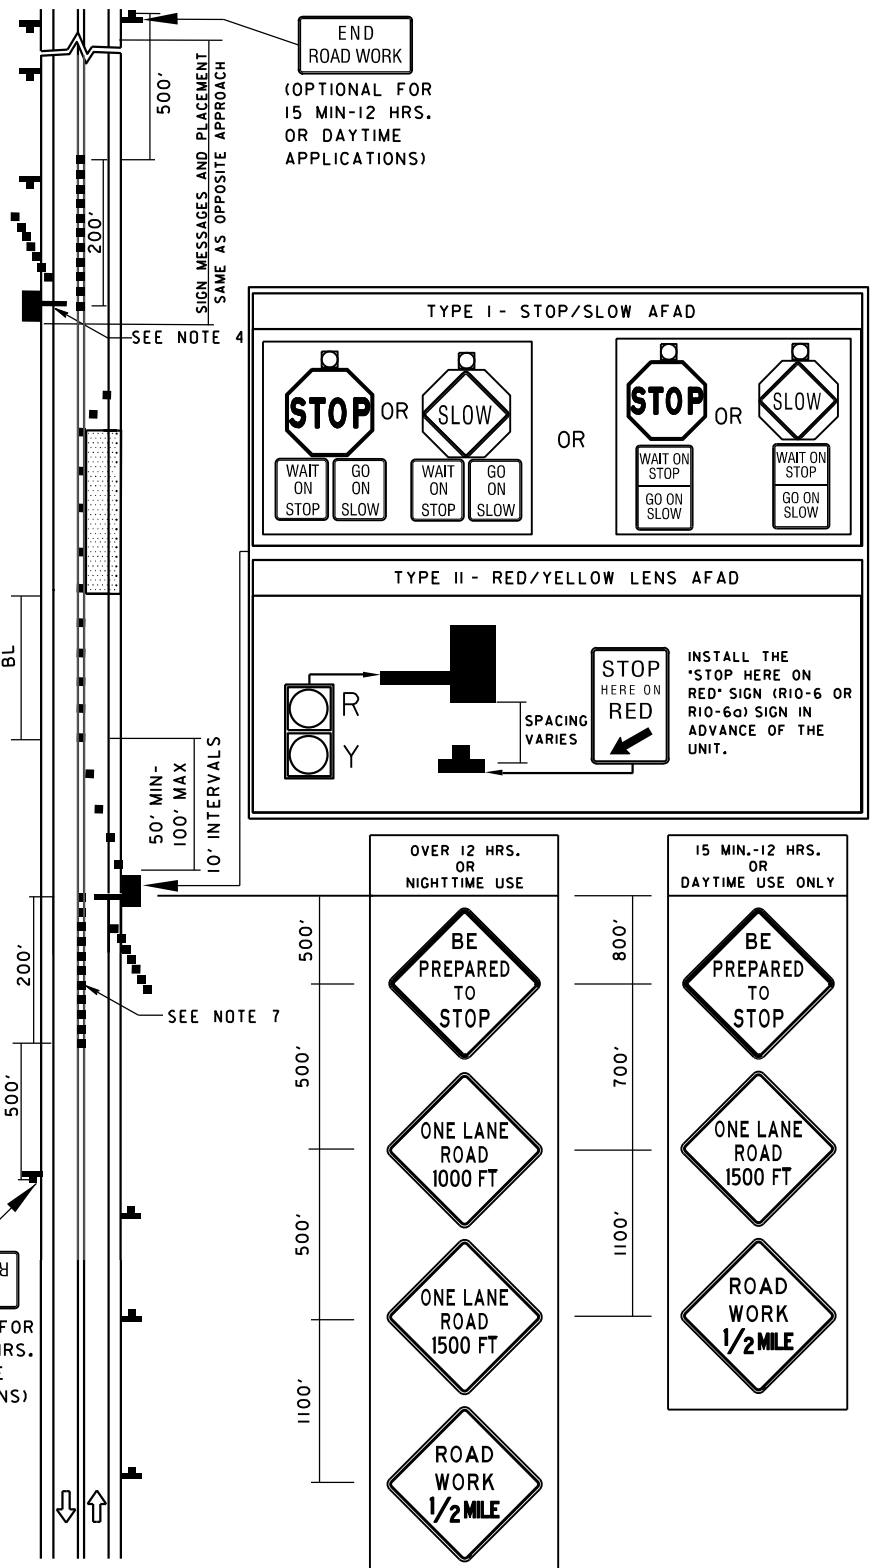 END
ROAD WORK
(OPTIONAL FOR
15 MIN-12 HRS.
OR DAYTIME
APPLICATIONS)
500'
SIGN MESSAGES AND PLACEMENT
SAME AS OPPOSITE APPROACH
200'
SEE NOTE 4
TYPE I - STOP/SLOW AFAD
STOP
OR
SLOW
WAIT
ON
STOP
GO
ON
SLOW
WAIT
ON
STOP
GO
ON
SLOW
OR
STOP
OR
SLOW
WAIT ON
STOP
GO ON
SLOW
WAIT ON
STOP
GO ON
SLOW
TYPE II - RED/YELLOW LENS AFAD
R
Y
SPACING
VARIES
STOP
HERE ON
RED
INSTALL THE
"STOP HERE ON
RED" SIGN (R10-6 OR
R10-6a) SIGN IN
ADVANCE OF THE
UNIT.
BL
50' MIN-
100' MAX
10' INTERVALS
200'
SEE NOTE 7
500'
R
FOR
HRS.
E
NS)
OVER 12 HRS.
OR
NIGHTTIME USE
500'
BE
PREPARED
TO
STOP
500'
ONE LANE
ROAD
1000 FT
500'
ONE LANE
ROAD
1500 FT
1100'
ROAD
WORK
1/2 MILE
15 MIN.-12 HRS.
OR
DAYTIME USE ONLY
800'
BE
PREPARED
TO
STOP
700'
ONE LANE
ROAD
1500 FT
1100'
ROAD
WORK
1/2 MILE